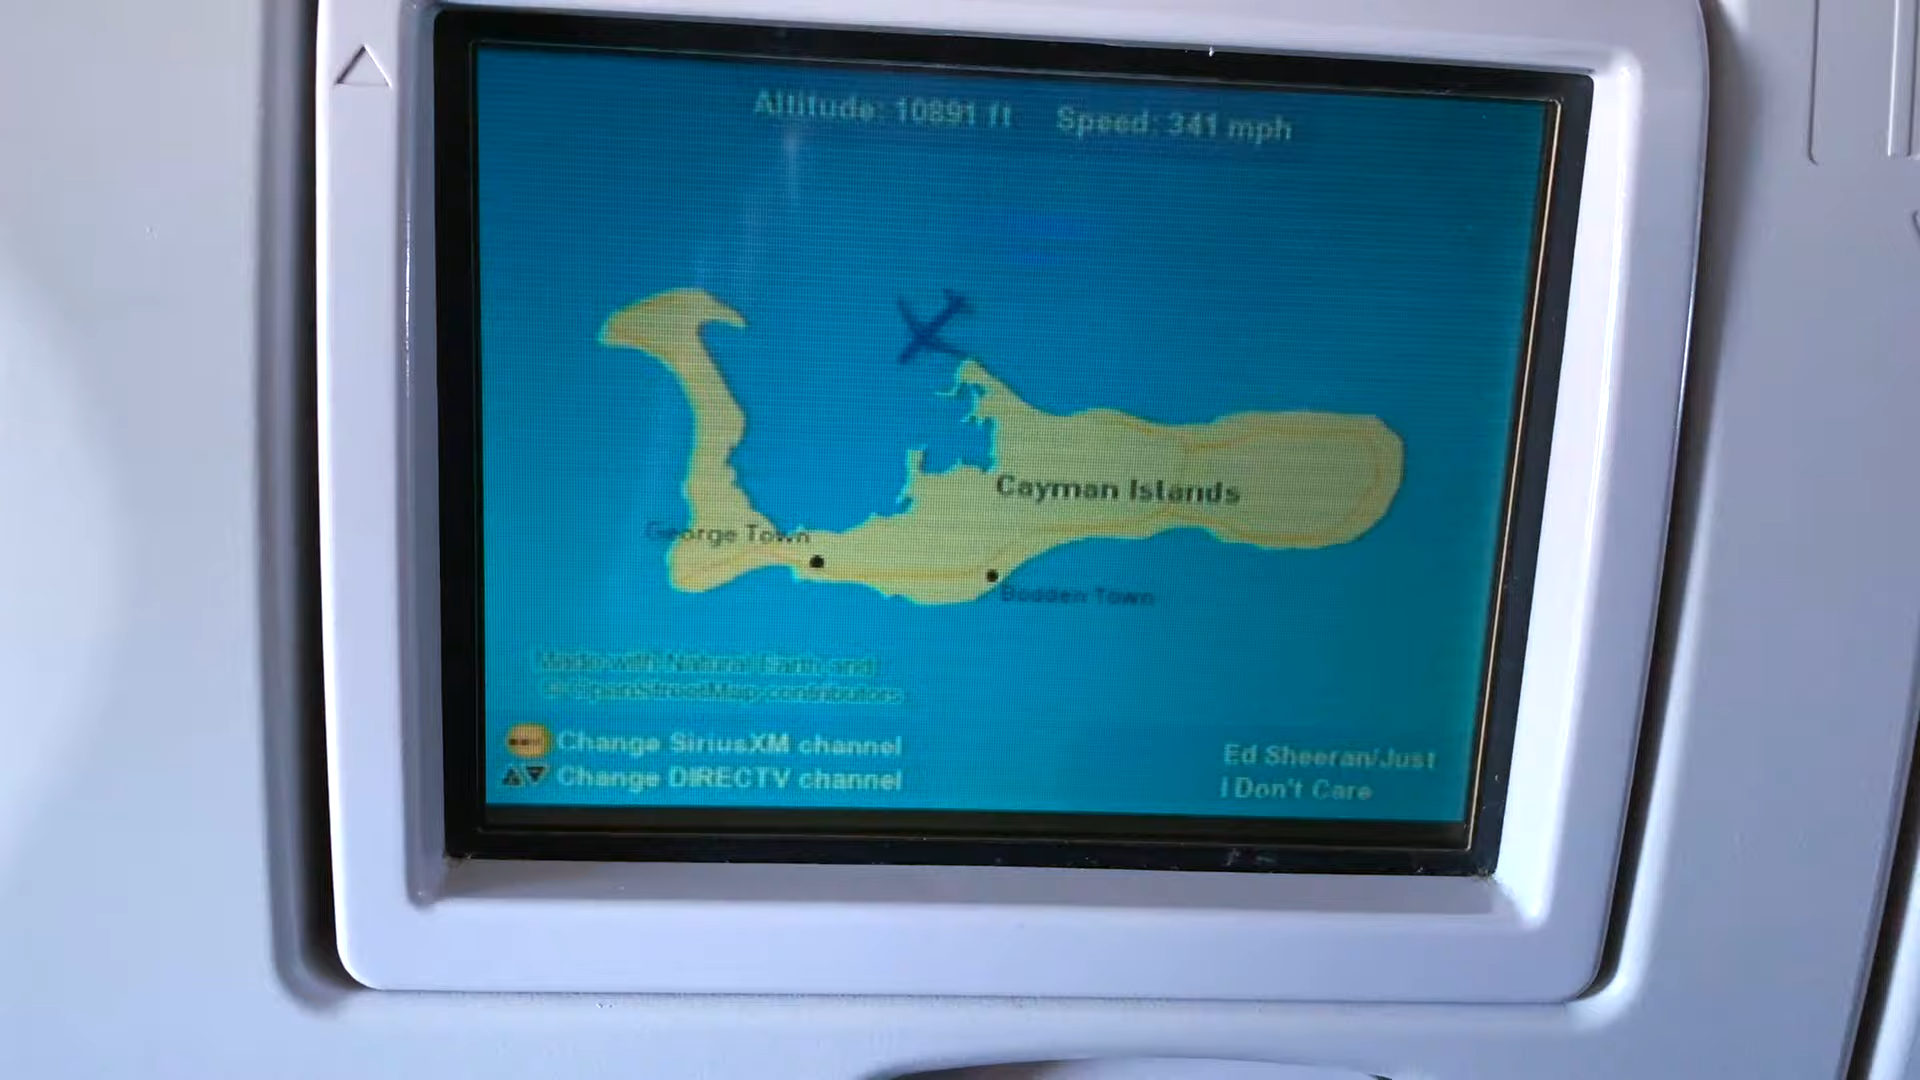 Altitude: 10891 ft Speed: 341 mph
Cayman Islands
George Town
Bodden Town
Made with Natural Earth and
© OpenStreetMap contributors
Change SiriusXM channel
Change DIRECTV channel
Ed Sheeran/Just
I Don't Care